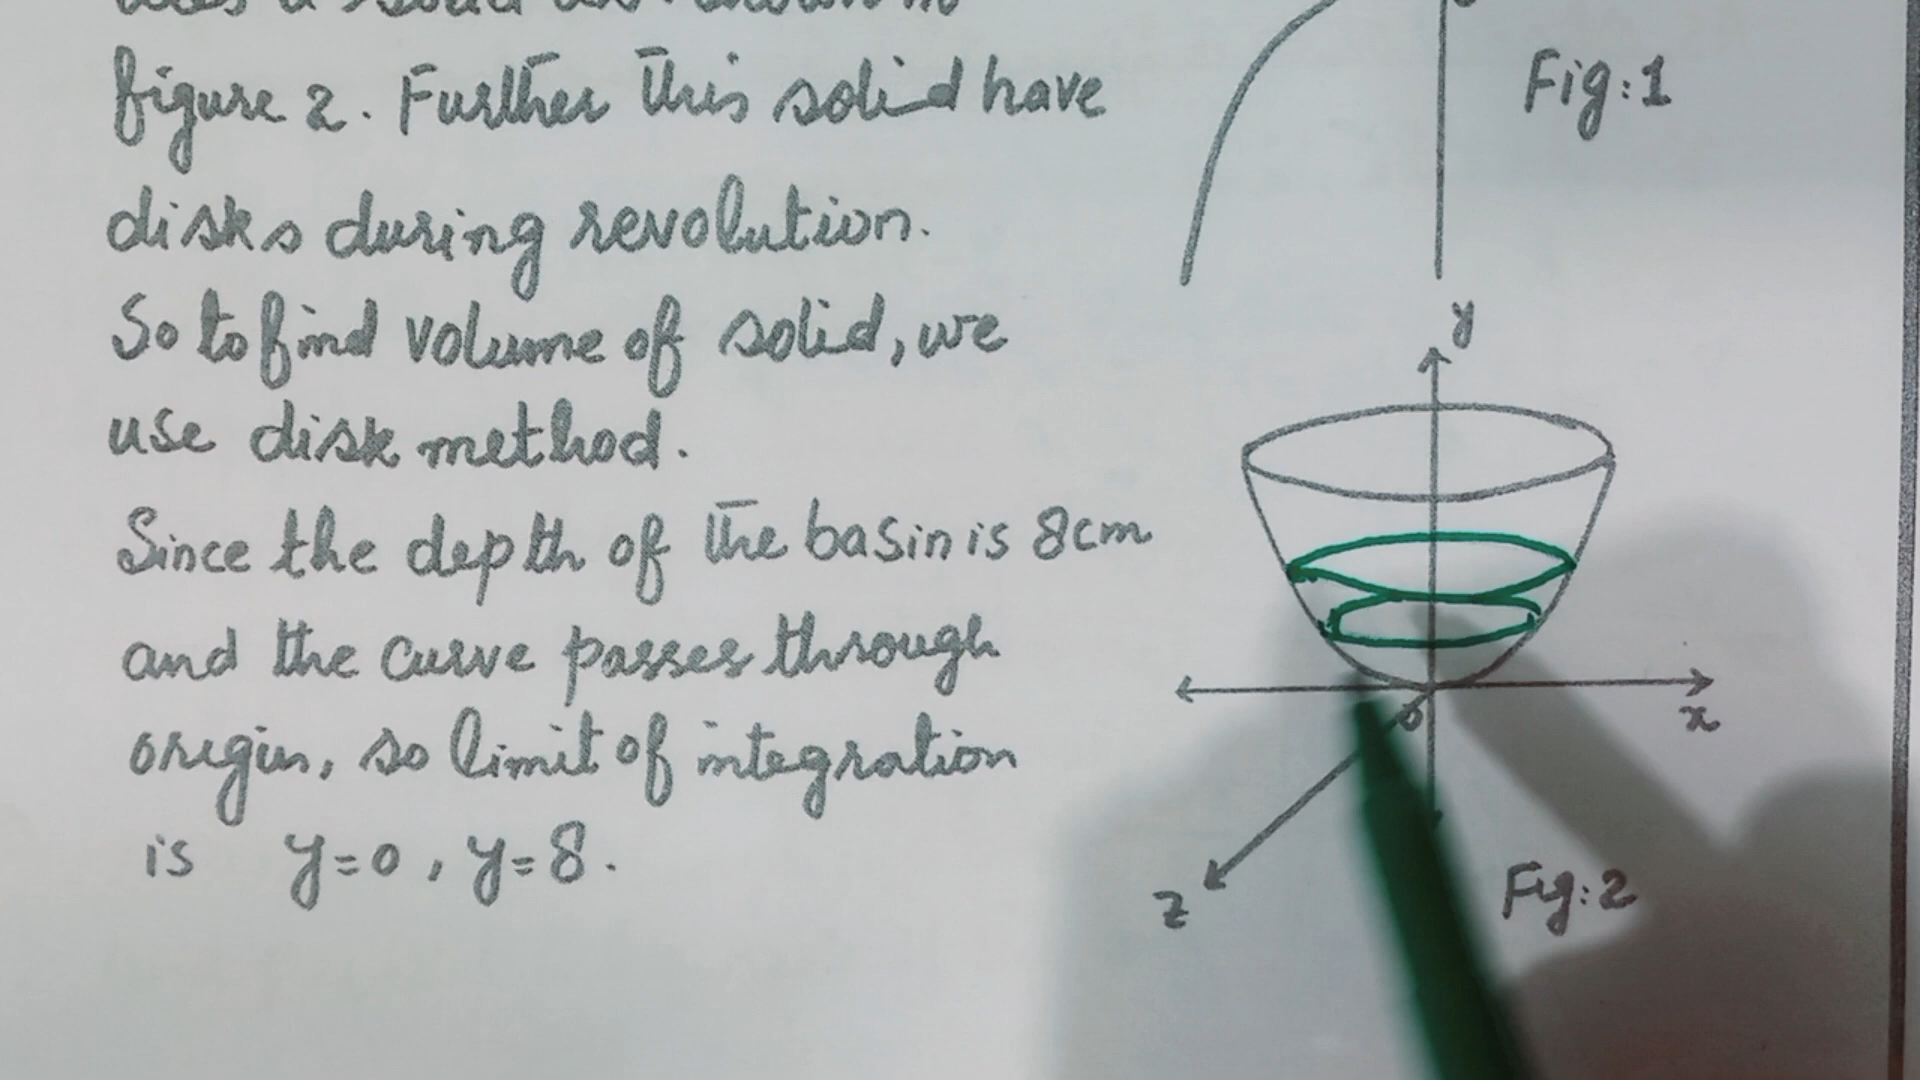 figure 2. Further this solid have
disks during revolution.
So to find volume of solid, we
use disk method.
Since the depth of the basin is 8cm
and the curve passes through
origin, so limit of integration
is y=0, y=8.
Fig:1
y
x
o
z
Fig:2